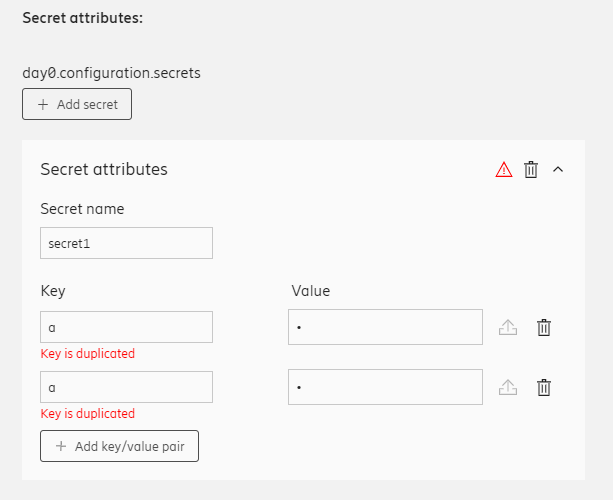 Secret attributes:
day0.configuration.secrets
+ Add secret
Secret attributes
Secret name
secret1
Key Value
a •
Key is duplicated
a •
Key is duplicated
+ Add key/value pair